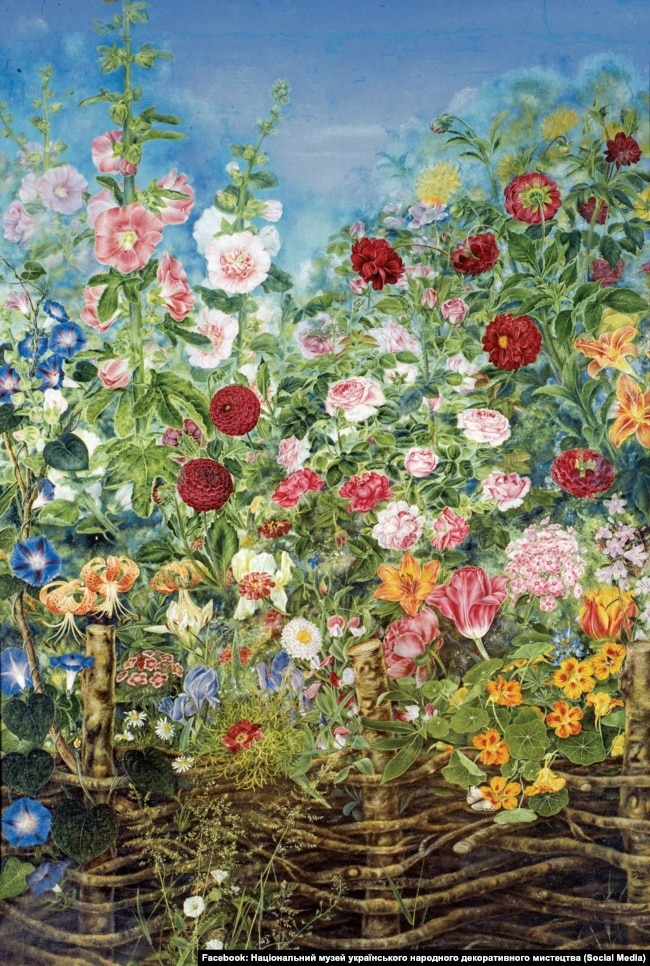 Facebook: Національний музей українського народного декоративного мистецтва (Social Media)